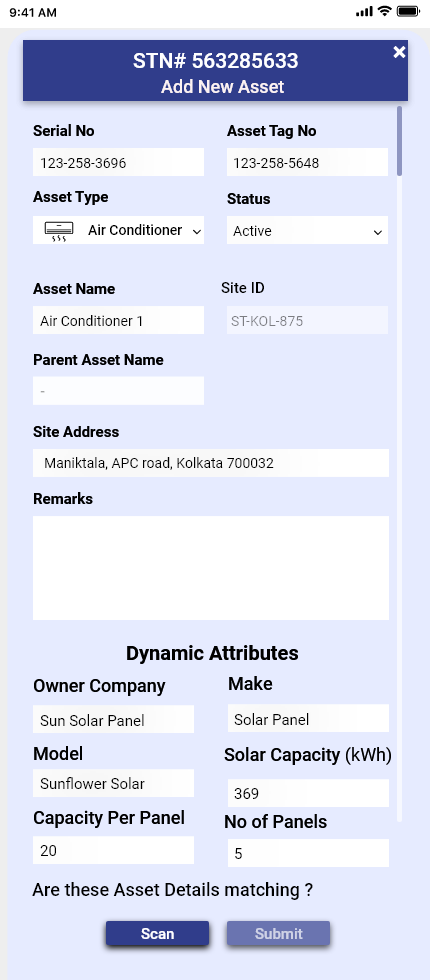 9:41 AM
STN# 563285633
Add New Asset
Serial No
Asset Tag No
123-258-3696
123-258-5648
Asset Type
Status
Air Conditioner
Active
Asset Name
Site ID
Air Conditioner 1
ST-KOL-875
Parent Asset Name
-
Site Address
Maniktala, APC road, Kolkata 700032
Remarks
Dynamic Attributes
Owner Company
Make
Sun Solar Panel
Solar Panel
Model
Solar Capacity (kWh)
Sunflower Solar
369
Capacity Per Panel
No of Panels
20
5
Are these Asset Details matching ?
Scan
Submit